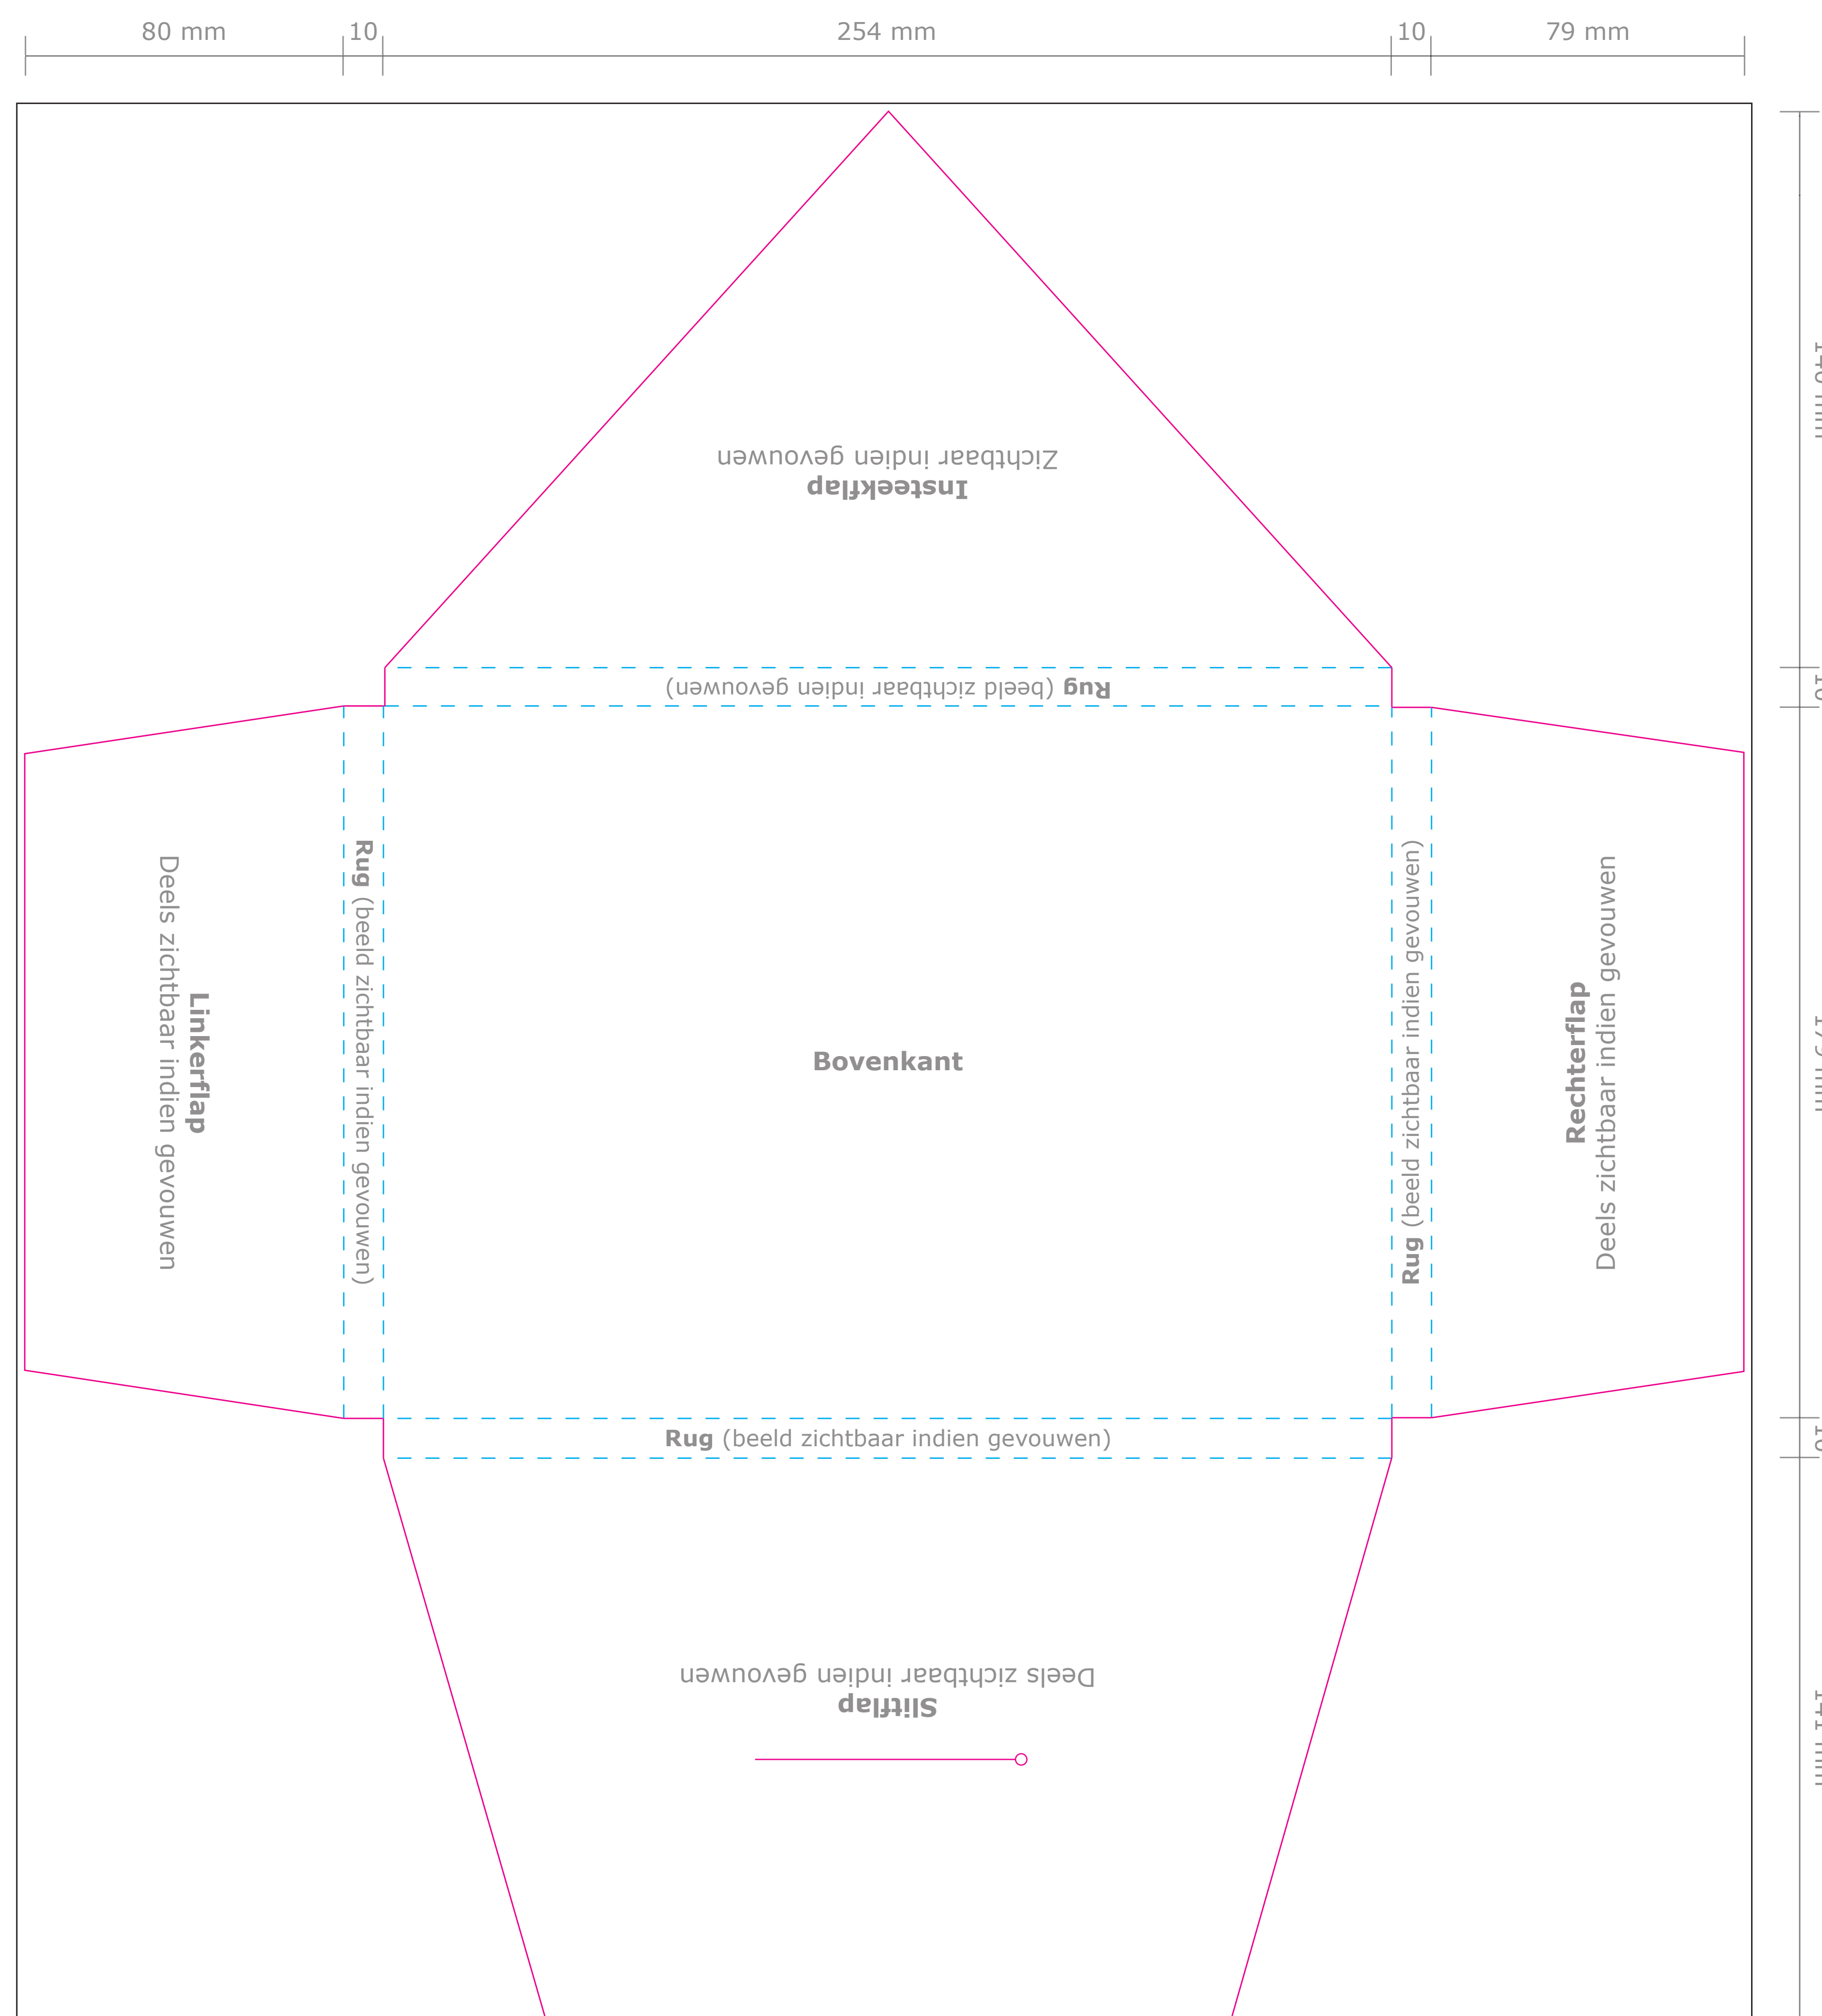 80 mm
10
254 mm
10
79 mm
Zichtbaar indien gevouwen
Insteekflap
Rug (beeld zichtbaar indien gevouwen)
Linkerflap
Deels zichtbaar indien gevouwen
Rug (beeld zichtbaar indien gevouwen)
Bovenkant
Rug (beeld zichtbaar indien gevouwen)
Rechterflap
Deels zichtbaar indien gevouwen
Rug (beeld zichtbaar indien gevouwen)
Deels zichtbaar indien gevouwen
Slitflap